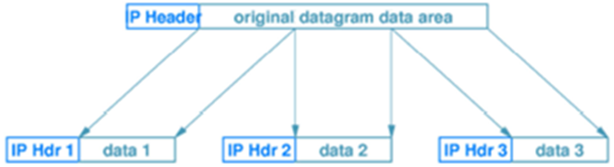 IP Header original datagram data area
IP Hdr 1 data 1 IP Hdr 2 data 2 IP Hdr 3 data 3